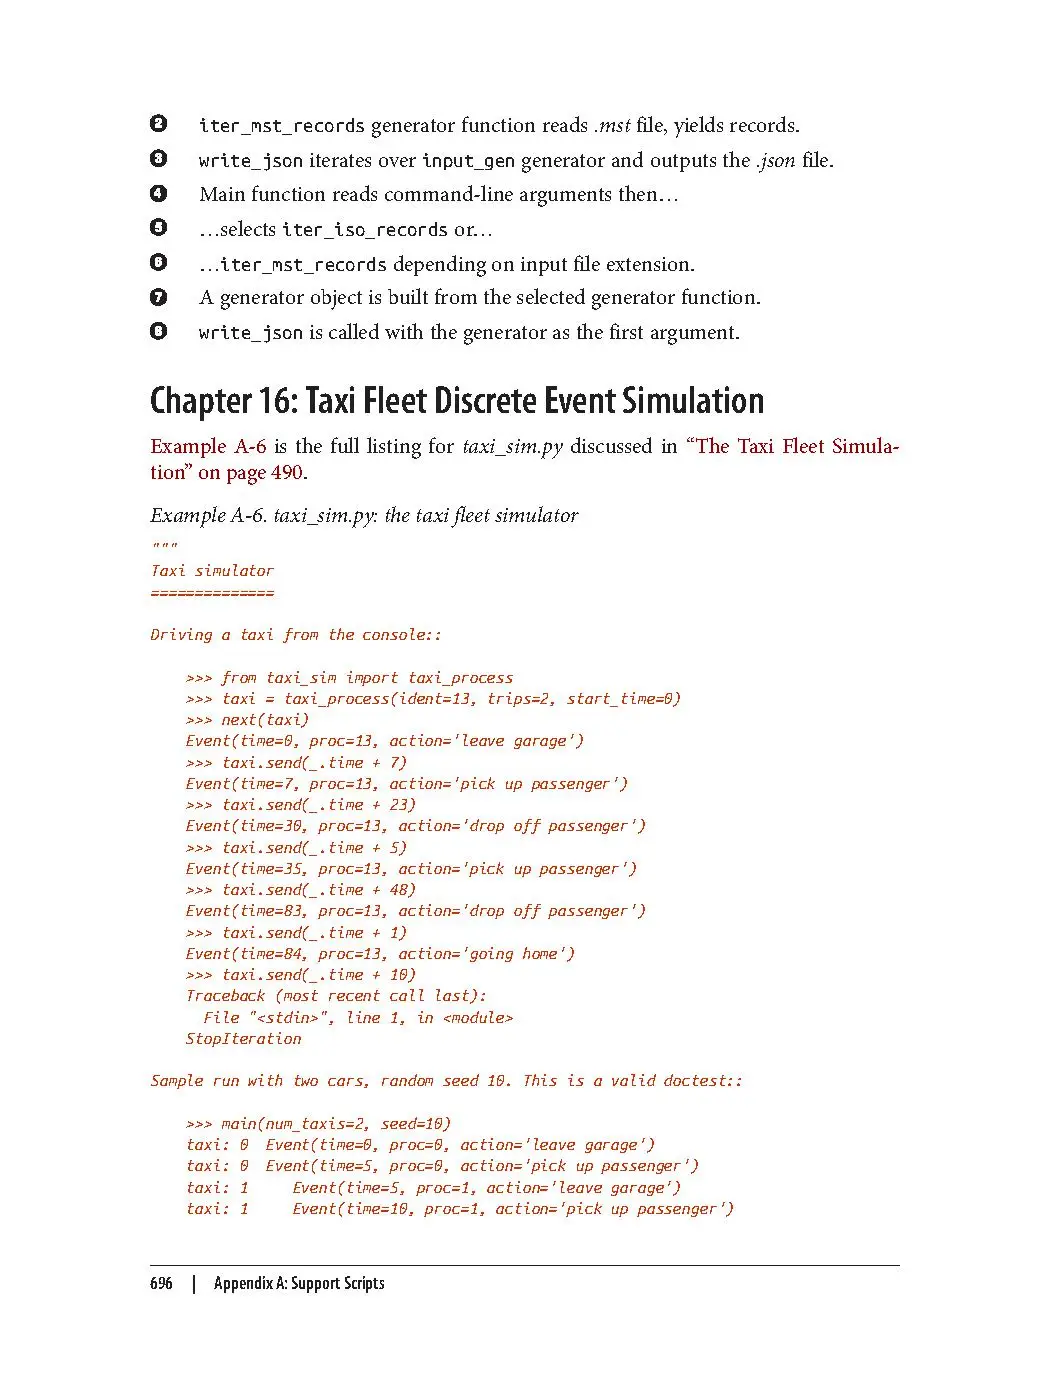 ❷ iter_mst_records generator function reads .mst file, yields records.
❸ write_json iterates over input_gen generator and outputs the .json file.
❹ Main function reads command-line arguments then…
❺ …selects iter_iso_records or…
❻ …iter_mst_records depending on input file extension.
❼ A generator object is built from the selected generator function.
❽ write_json is called with the generator as the first argument.
Chapter 16: Taxi Fleet Discrete Event Simulation
Example A-6 is the full listing for taxi_sim.py discussed in “The Taxi Fleet Simula-
tion” on page 490.
Example A-6. taxi_sim.py: the taxi fleet simulator
"""
Taxi simulator
==============
Driving a taxi from the console::
    >>> from taxi_sim import taxi_process
    >>> taxi = taxi_process(ident=13, trips=2, start_time=0)
    >>> next(taxi)
    Event(time=0, proc=13, action='leave garage')
    >>> taxi.send(_.time + 7)
    Event(time=7, proc=13, action='pick up passenger')
    >>> taxi.send(_.time + 23)
    Event(time=30, proc=13, action='drop off passenger')
    >>> taxi.send(_.time + 5)
    Event(time=35, proc=13, action='pick up passenger')
    >>> taxi.send(_.time + 48)
    Event(time=83, proc=13, action='drop off passenger')
    >>> taxi.send(_.time + 1)
    Event(time=84, proc=13, action='going home')
    >>> taxi.send(_.time + 10)
    Traceback (most recent call last):
      File "<stdin>", line 1, in <module>
    StopIteration
Sample run with two cars, random seed 10. This is a valid doctest::
    >>> main(num_taxis=2, seed=10)
    taxi: 0  Event(time=0, proc=0, action='leave garage')
    taxi: 0  Event(time=5, proc=0, action='pick up passenger')
    taxi: 1     Event(time=5, proc=1, action='leave garage')
    taxi: 1     Event(time=10, proc=1, action='pick up passenger')
696 | Appendix A: Support Scripts